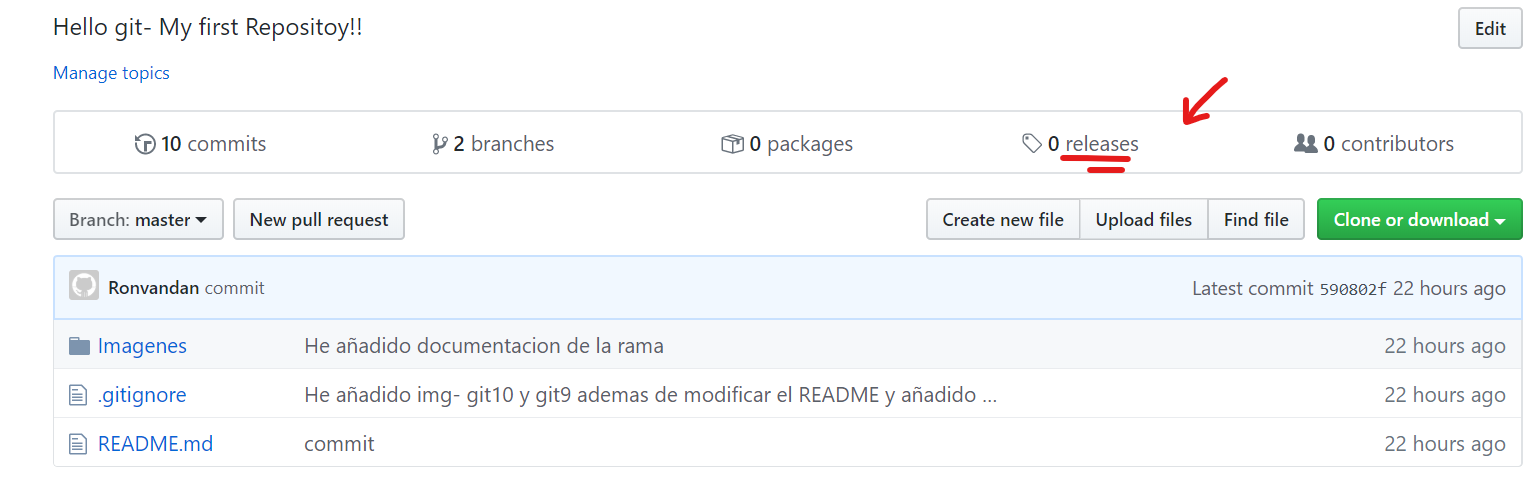 Hello git- My first Repositoy!!
Edit
Manage topics
10 commits 2 branches 0 packages 0 releases 0 contributors
Branch: master New pull request Create new file Upload files Find file Clone or download
Ronvandan commit Latest commit 590802f 22 hours ago
Imagenes He añadido documentacion de la rama 22 hours ago
.gitignore He añadido img- git10 y git9 ademas de modificar el README y añadido ... 22 hours ago
README.md commit 22 hours ago